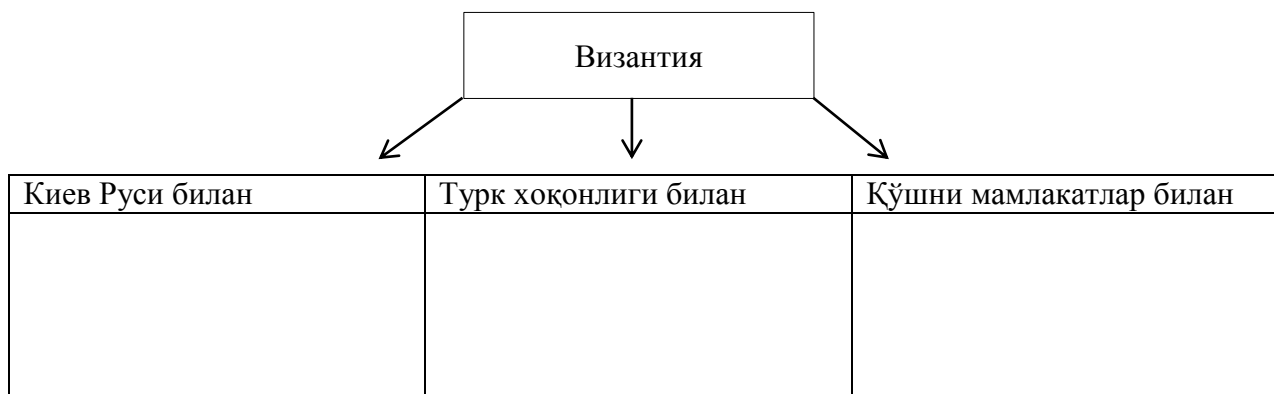 Византия
Киев Руси билан
Турк хоқонлиги билан
Қўшни мамлакатлар билан